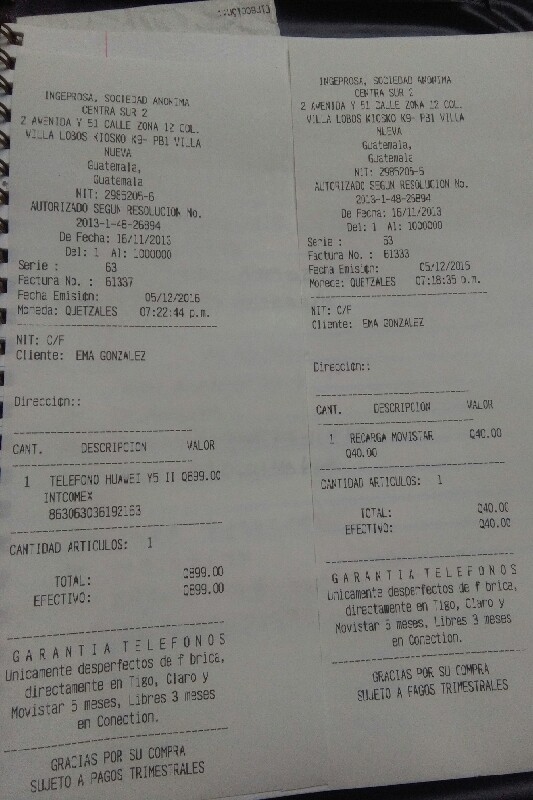 Dirección:
INGEPROSA, SOCIEDAD ANONIMA
CENTRA SUR 2
2 AVENIDA Y 51 CALLE ZONA 12 COL.
VILLA LOBOS KIOSKO K9- PB1 VILLA
NUEVA
Guatemala,
Guatemala
NIT: 2985205-6
AUTORIZADO SEGUN RESOLUCION No.
2013-1-48-26894
De Fecha: 16/11/2013
Del: 1 Al: 1000000
Serie : 63
Factura No. : 61337
Fecha Emisión: 05/12/2016
Moneda: QUETZALES 07:22:44 p.m.
NIT: C/F
Cliente: EMA GONZALEZ
Dirección::
CANT. DESCRIPCION VALOR
1 TELEFONO HUAWEI Y5 II Q899.00
INTCOMEX
863063036192163
CANTIDAD ARTICULOS: 1
TOTAL: Q899.00
EFECTIVO: Q899.00
G A R A N T I A T E L E F O N O S
Unicamente desperfectos de f brica,
directamente en Tigo, Claro y
Movistar 6 meses, Libres 3 meses
en Conection.
GRACIAS POR SU COMPRA
SUJETO A PAGOS TRIMESTRALES
INGEPROSA, SOCIEDAD ANONIMA
CENTRA SUR 2
2 AVENIDA Y 51 CALLE ZONA 12 COL.
VILLA LOBOS KIOSKO K9- PB1 VILLA
NUEVA
Guatemala,
Guatemala
NIT: 2985205-6
AUTORIZADO SEGUN RESOLUCION No.
2013-1-48-26894
De Fecha: 16/11/2013
Del: 1 Al: 1000000
Serie : 63
Factura No. : 61333
Fecha Emisión: 05/12/2016
Moneda: QUETZALES 07:18:35 p.m.
NIT: C/F
Cliente: EMA GONZALEZ
Dirección::
CANT. DESCRIPCION VALOR
1 RECARGA MOVISTAR Q40.00
Q40.00
CANTIDAD ARTICULOS: 1
TOTAL: Q40.00
EFECTIVO: Q40.00
G A R A N T I A T E L E F O N O S
Unicamente desperfectos de f brica,
directamente en Tigo, Claro y
Movistar 6 meses, Libres 3 meses
en Conection.
GRACIAS POR SU COMPRA
SUJETO A PAGOS TRIMESTRALES